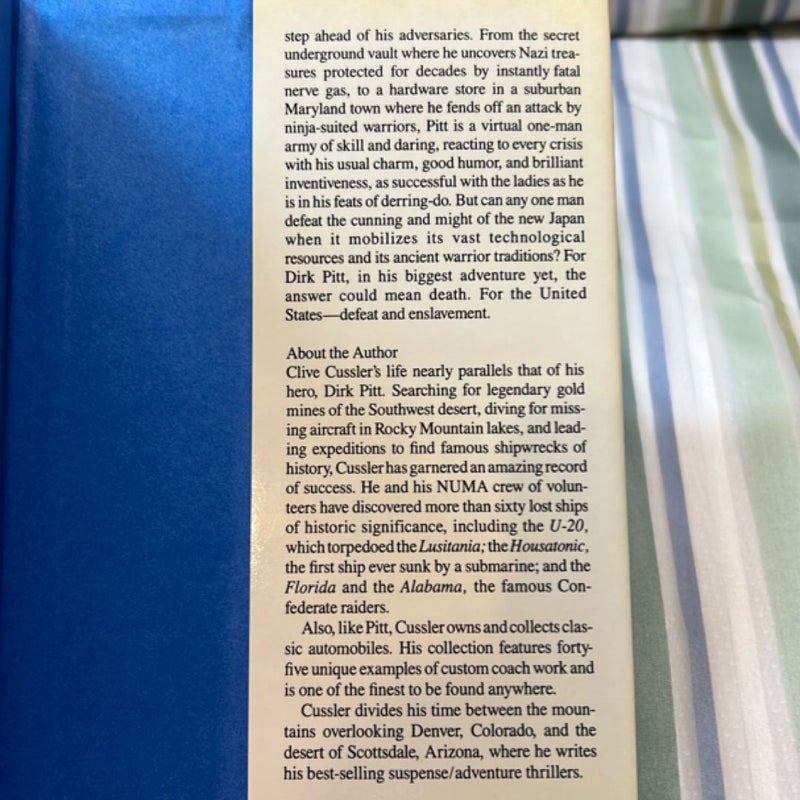 step ahead of his adversaries. From the secret
underground vault where he uncovers Nazi trea-
sures protected for decades by instantly fatal
nerve gas, to a hardware store in a suburban
Maryland town where he fends off an attack by
ninja-suited warriors, Pitt is a virtual one-man
army of skill and daring, reacting to every crisis
with his usual charm, good humor, and brilliant
inventiveness, as successful with the ladies as he
is in his feats of derring-do. But can any one man
defeat the cunning and might of the new Japan
when it mobilizes its vast technological
resources and its ancient warrior traditions? For
Dirk Pitt, in his biggest adventure yet, the
answer could mean death. For the United
States—defeat and enslavement.
About the Author
Clive Cussler's life nearly parallels that of his
hero, Dirk Pitt. Searching for legendary gold
mines of the Southwest desert, diving for miss-
ing aircraft in Rocky Mountain lakes, and lead-
ing expeditions to find famous shipwrecks of
history, Cussler has garnered an amazing record
of success. He and his NUMA crew of volun-
teers have discovered more than sixty lost ships
of historic significance, including the U-20,
which torpedoed the Lusitania; the Housatonic,
the first ship ever sunk by a submarine; and the
Florida and the Alabama, the famous Con-
federate raiders.
Also, like Pitt, Cussler owns and collects clas-
sic automobiles. His collection features forty-
five unique examples of custom coach work and
is one of the finest to be found anywhere.
Cussler divides his time between the moun-
tains overlooking Denver, Colorado, and the
desert of Scottsdale, Arizona, where he writes
his best-selling suspense/adventure thrillers.